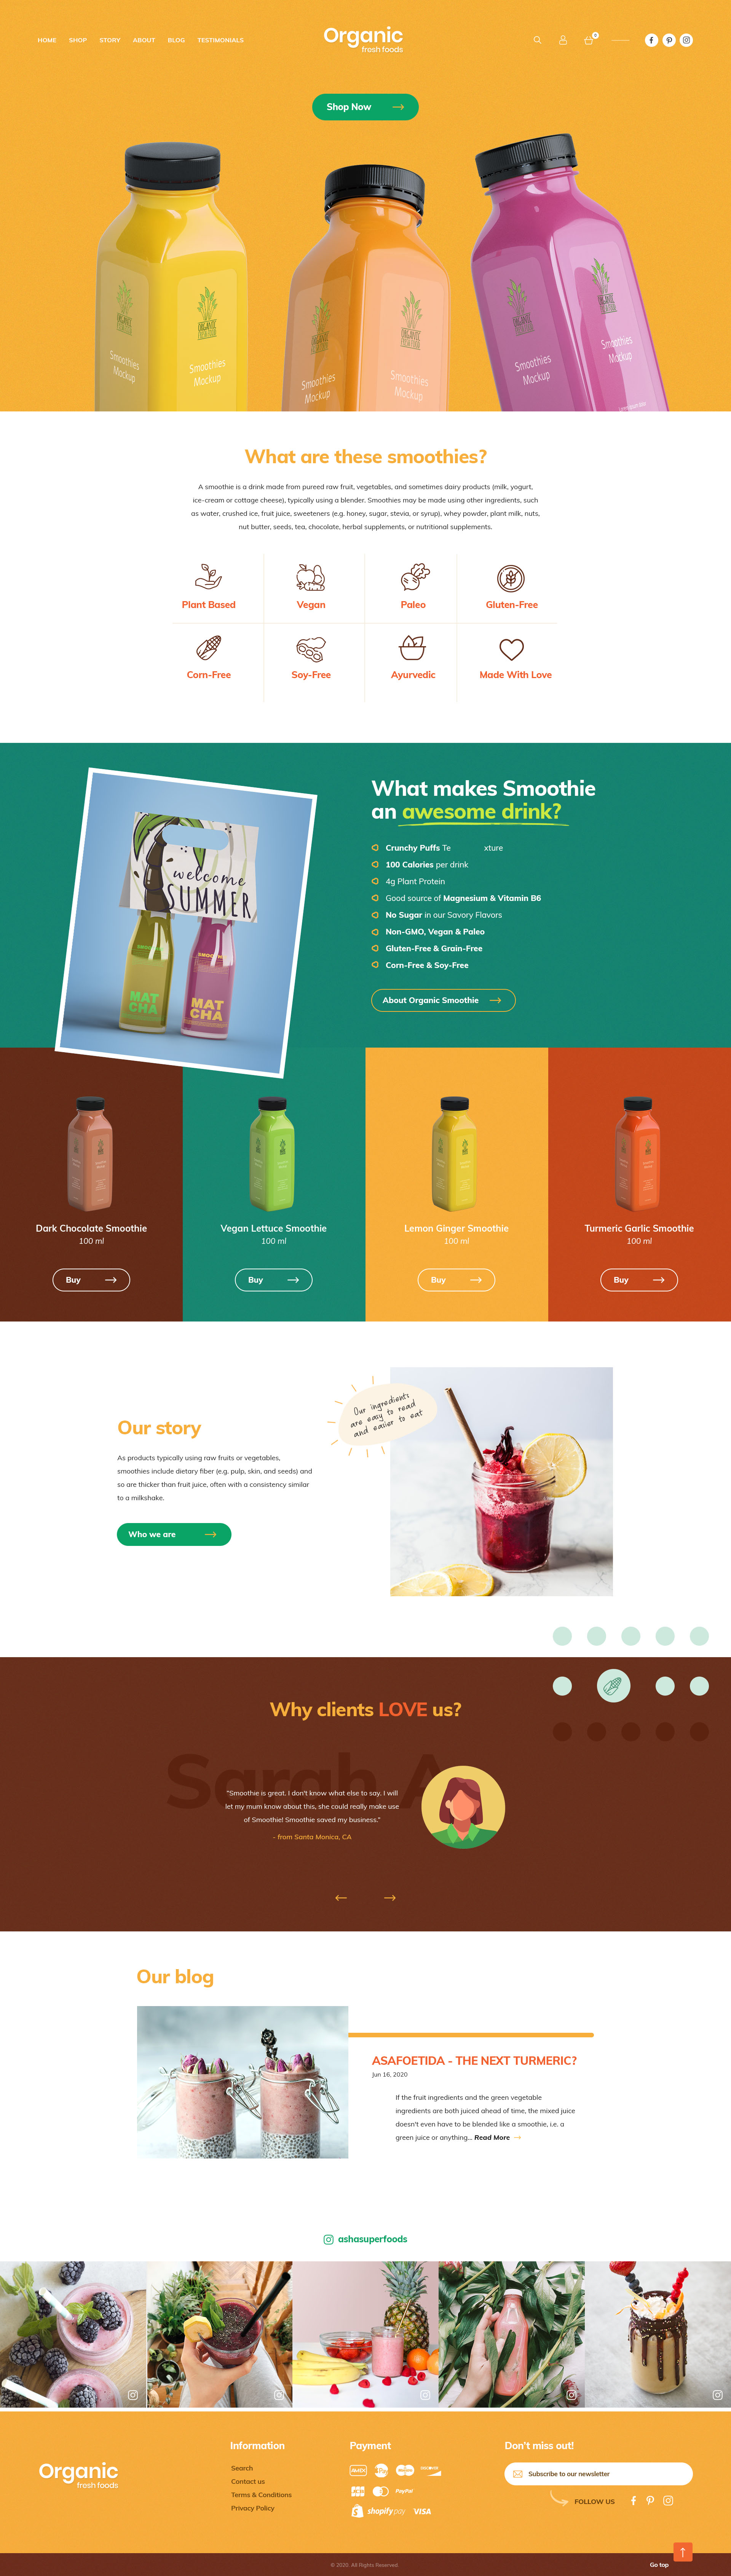 HOME SHOP STORY ABOUT BLOG TESTIMONIALS
Organic
fresh foods
0
Shop Now
ORGANIC
Smoothies
Mockup
ORGANIC
Smoothies
Mockup
Smoothies
Mockup
Smoothies
Mockup
Smoothies
Mockup
Smoothies
Mockup
What are these smoothies?
A smoothie is a drink made from pureed raw fruit, vegetables, and sometimes dairy products (milk, yogurt,
ice-cream or cottage cheese), typically using a blender. Smoothies may be made using other ingredients, such
as water, crushed ice, fruit juice, sweeteners (e.g. honey, sugar, stevia, or syrup), whey powder, plant milk, nuts,
nut butter, seeds, tea, chocolate, herbal supplements, or nutritional supplements.
Plant Based
Vegan
Paleo
Gluten-Free
Corn-Free
Soy-Free
Ayurvedic
Made With Love
welcome
SUMMER
MAT
CHA
MAT
CHA
What makes Smoothie
an awesome drink?
Crunchy Puffs Te xture
100 Calories per drink
4g Plant Protein
Good source of Magnesium & Vitamin B6
No Sugar in our Savory Flavors
Non-GMO, Vegan & Paleo
Gluten-Free & Grain-Free
Corn-Free & Soy-Free
About Organic Smoothie
Dark Chocolate Smoothie
100 ml
Buy
Vegan Lettuce Smoothie
100 ml
Buy
Lemon Ginger Smoothie
100 ml
Buy
Turmeric Garlic Smoothie
100 ml
Buy
Our story
As products typically using raw fruits or vegetables,
smoothies include dietary fiber (e.g. pulp, skin, and seeds) and
so are thicker than fruit juice, often with a consistency similar
to a milkshake.
Who we are
Our ingredients
are easy to read
and easier to eat
Why clients LOVE us?
Sarah A
"Smoothie is great. I don't know what else to say. I will
let my mum know about this, she could really make use
of Smoothie! Smoothie saved my business."
- from Santa Monica, CA
Our blog
ASAFOETIDA - THE NEXT TURMERIC?
Jun 16, 2020
If the fruit ingredients and the green vegetable
ingredients are both juiced ahead of time, the mixed juice
doesn't even have to be blended like a smoothie, i.e. a
green juice or anything... Read More
ashasuperfoods
Organic
fresh foods
Information
Search
Contact us
Terms & Conditions
Privacy Policy
Payment
AMEX
DISCOVER
JCB
PayPal
shopify pay VISA
Don't miss out!
Subscribe to our newsletter
FOLLOW US
© 2020. All Rights Reserved.
Go top